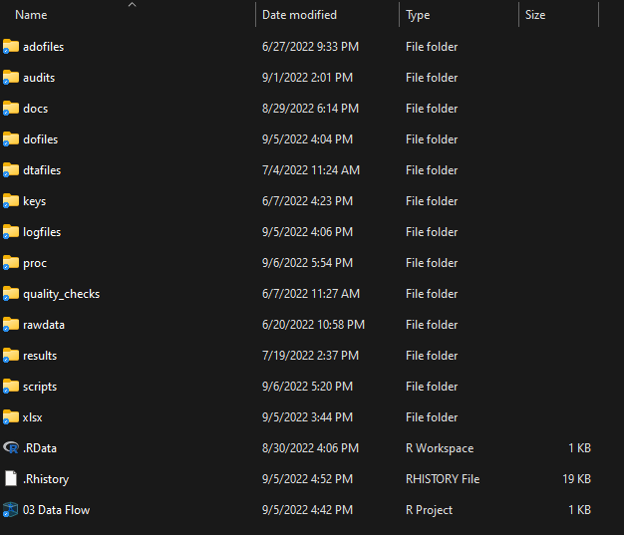 Name Date modified Type Size
adofiles 6/27/2022 9:33 PM File folder
audits 9/1/2022 2:01 PM File folder
docs 8/29/2022 6:14 PM File folder
dofiles 9/5/2022 4:04 PM File folder
dtafiles 7/4/2022 11:24 AM File folder
keys 6/7/2022 4:23 PM File folder
logfiles 9/5/2022 4:06 PM File folder
proc 9/6/2022 5:54 PM File folder
quality_checks 6/7/2022 11:27 AM File folder
rawdata 6/20/2022 10:58 PM File folder
results 7/19/2022 2:37 PM File folder
scripts 9/6/2022 5:20 PM File folder
xlsx 9/5/2022 3:44 PM File folder
.RData 8/30/2022 4:06 PM R Workspace 1 KB
.Rhistory 9/5/2022 4:52 PM RHISTORY File 19 KB
03 Data Flow 9/5/2022 4:42 PM R Project 1 KB